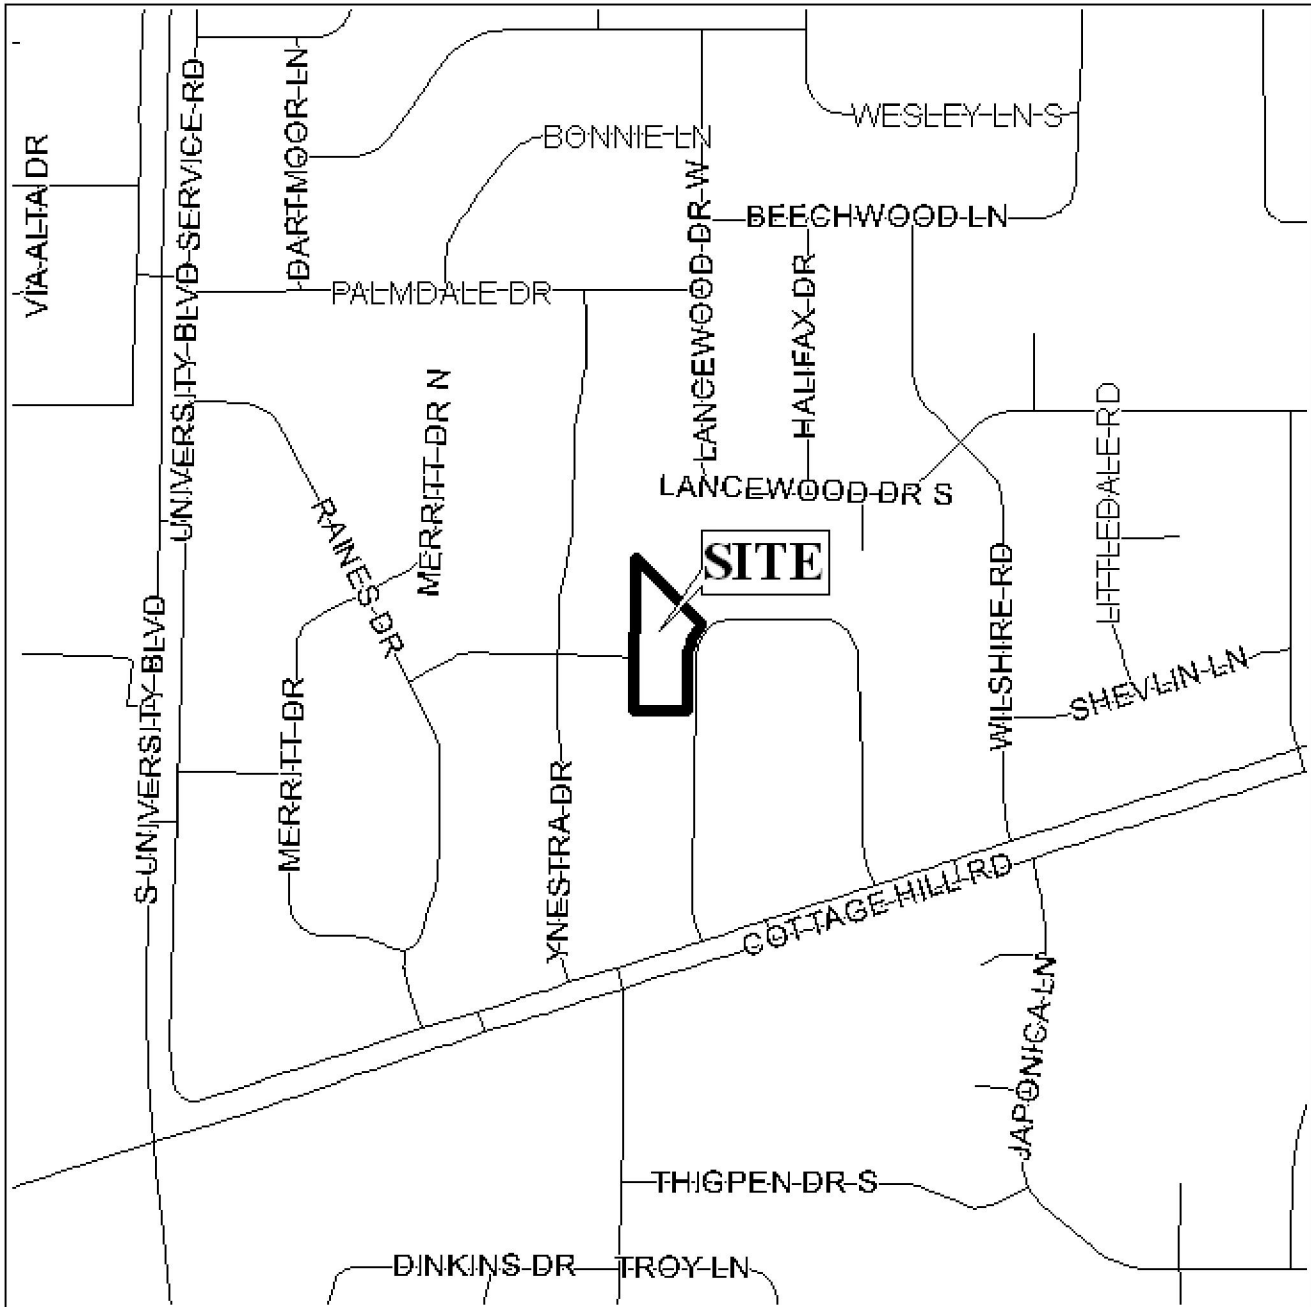 WESLEY LN S
BONNIE LN
DARTMOOR LN
UNIVERSITY BLVD SERVICE RD
VIA ALTA DR
BEECHWOOD LN
LANCEWOOD DR W
PALMDALE DR
HALIFAX DR
MERRITT DR N
LITTLEDALE RD
LANCEWOOD DR S
RAINES DR
SITE
WILSHIRE RD
S UNIVERSITY BLVD
SHEVLIN LN
MERRITT DR
YNESTRA DR
COTTAGE HILL RD
JAPONICA LN
THIGPEN DR S
DINKINS DR
TROY LN